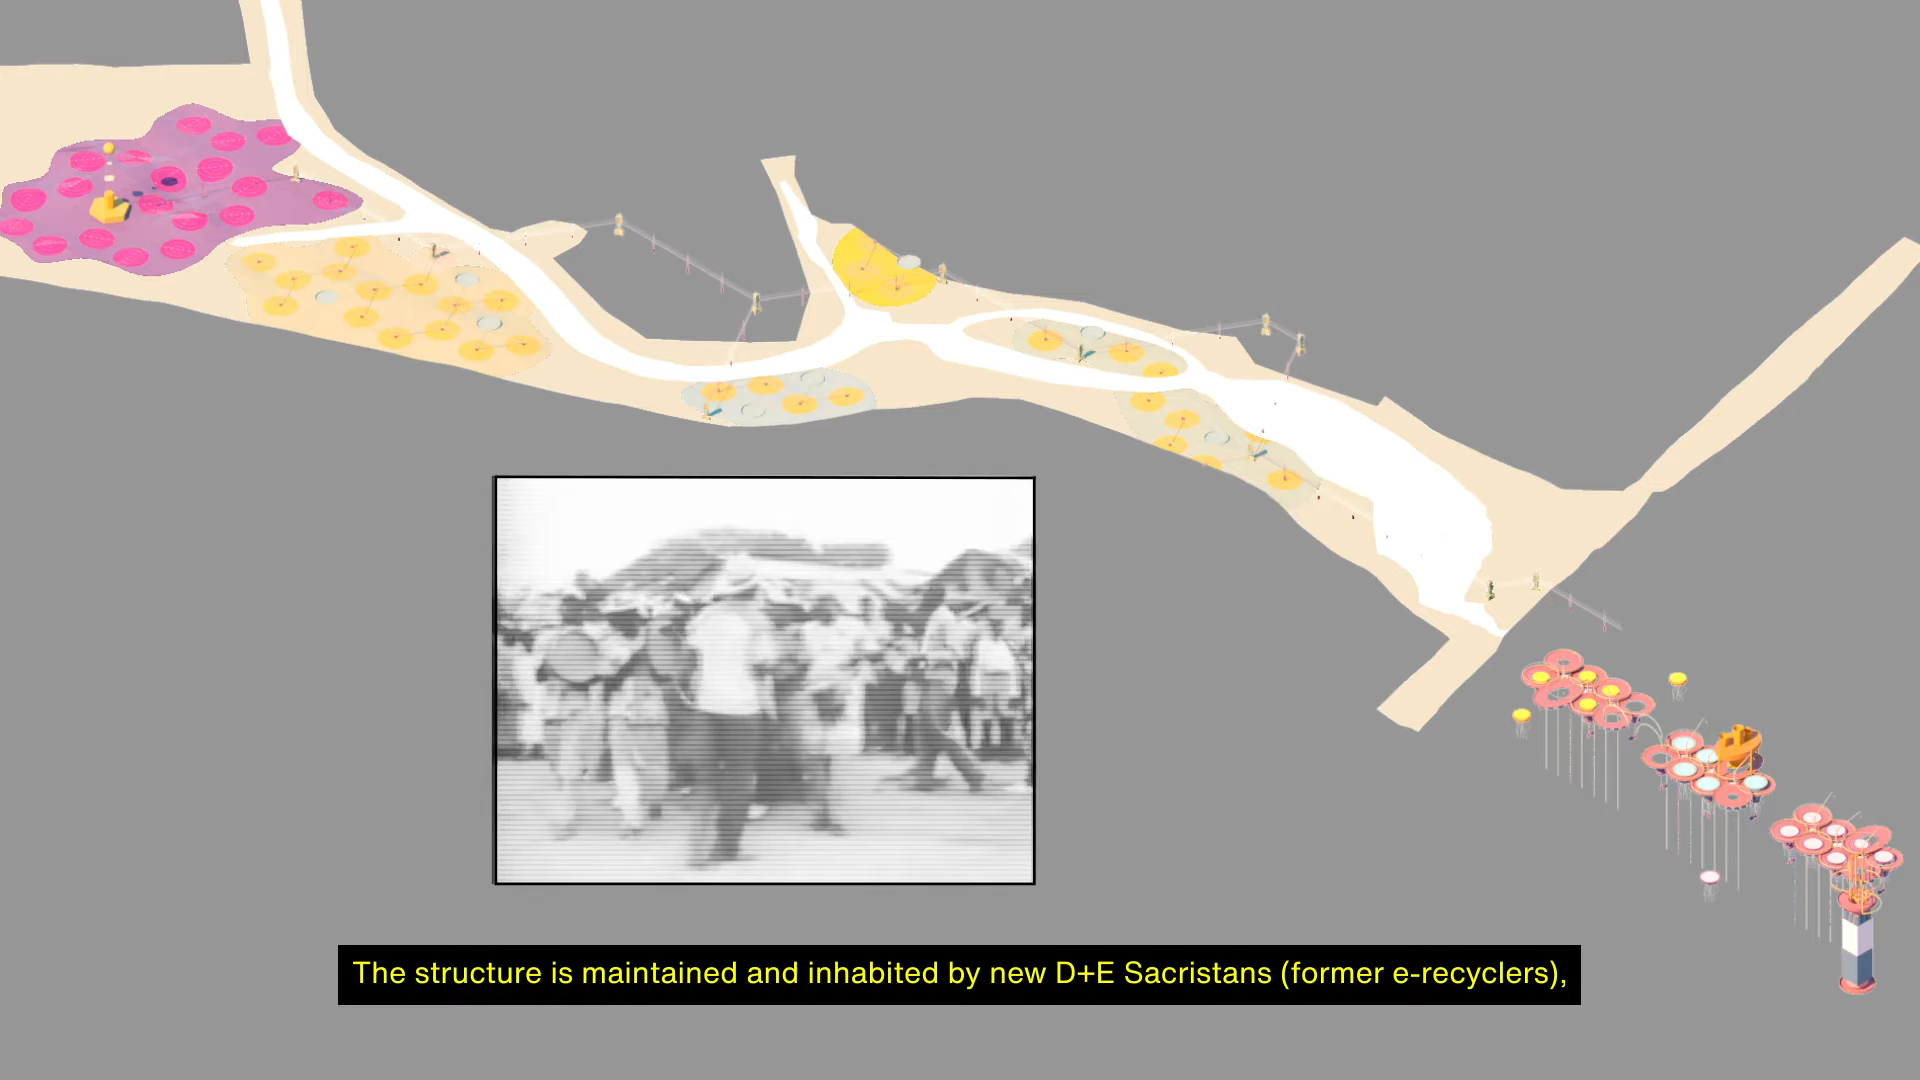 The structure is maintained and inhabited by new D+E Sacristans (former e-recyclers),